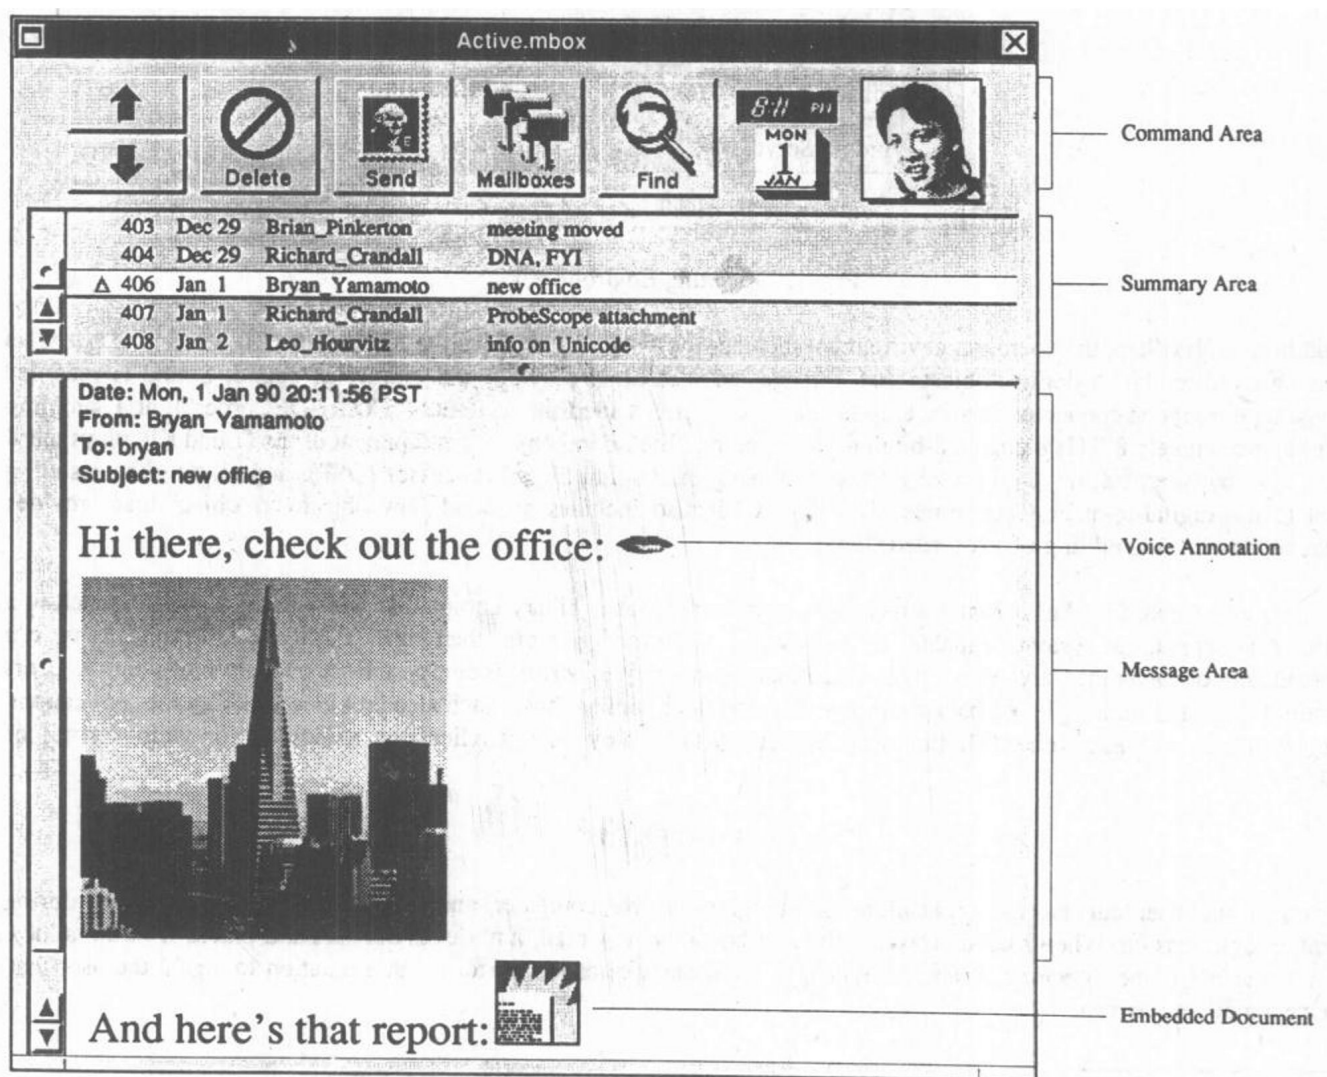 Active.mbox
8:11 PM
MON
1
JAN
Delete
Send
Mailboxes
Find
Command Area
403 Dec 29 Brian_Pinkerton meeting moved
404 Dec 29 Richard_Crandall DNA, FYI
Δ 406 Jan 1 Bryan_Yamamoto new office
407 Jan 1 Richard_Crandall ProbeScope attachment
408 Jan 2 Leo_Hourvitz info on Unicode
Summary Area
Date: Mon, 1 Jan 90 20:11:56 PST
From: Bryan_Yamamoto
To: bryan
Subject: new office
Hi there, check out the office:
Voice Annotation
Message Area
And here's that report:
Embedded Document